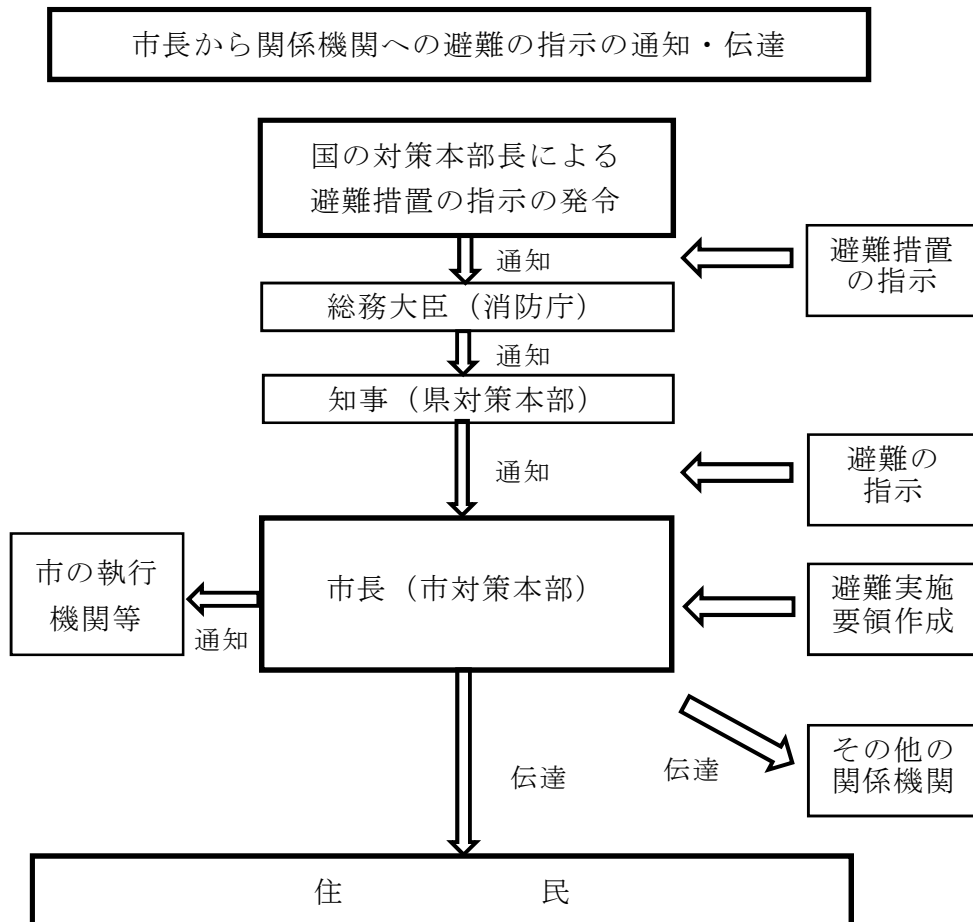 市長から関係機関への避難の指示の通知・伝達
国の対策本部長による
避難措置の指示の発令
通知
避難措置
の指示
総務大臣（消防庁）
通知
知事（県対策本部）
通知
避難の
指示
市の執行
機関等
通知
市長（市対策本部）
避難実施
要領作成
伝達
伝達
その他の
関係機関
住　　　　　民